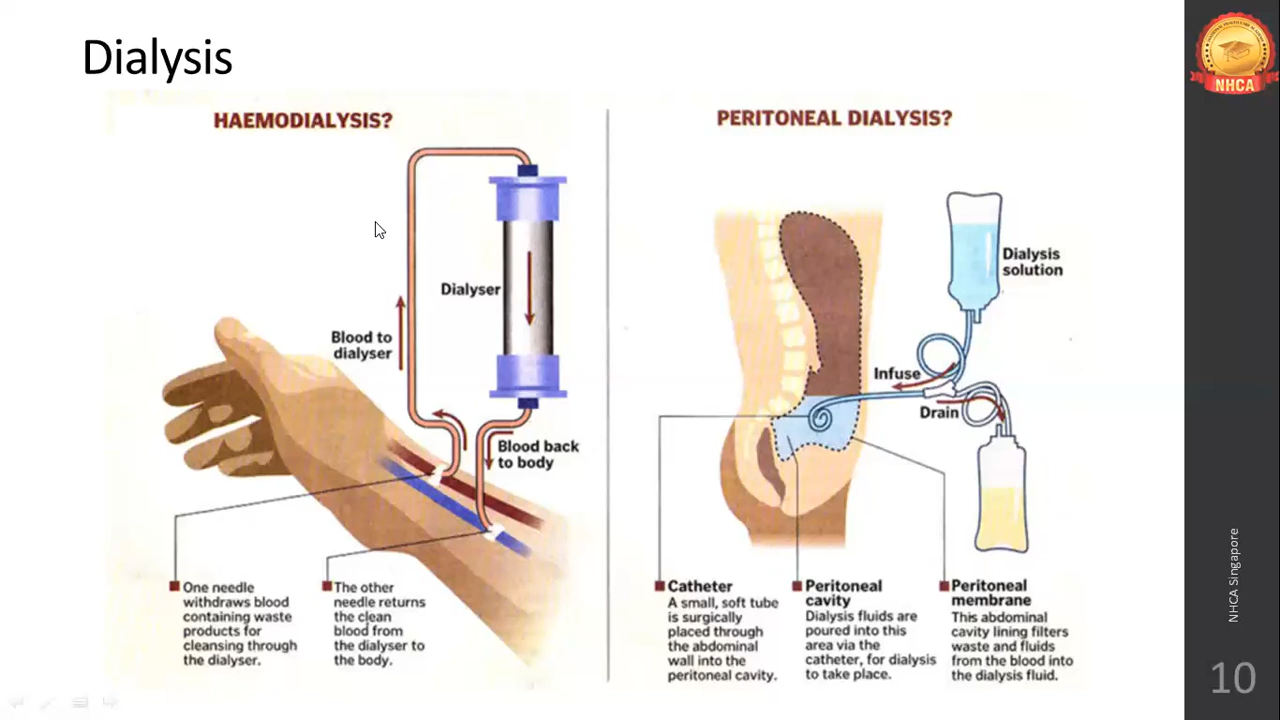 Dialysis
NHCA
HAEMODIALYSIS?
Dialyser
Blood to
dialyser
Blood back
to body
One needle
withdraws blood
containing waste
products for
cleansing through
the dialyser.
The other
needle returns
the clean
blood from
the dialyser to
the body.
PERITONEAL DIALYSIS?
Dialysis
solution
Infuse
Drain
Catheter
A small, soft tube
is surgically
placed through
the abdominal
wall into the
peritoneal cavity.
Peritoneal
cavity
Dialysis fluids are
poured into this
area via the
catheter, for dialysis
to take place.
Peritoneal
membrane
This abdominal
cavity lining filters
waste and fluids
from the blood into
the dialysis fluid.
NHCA Singapore
10